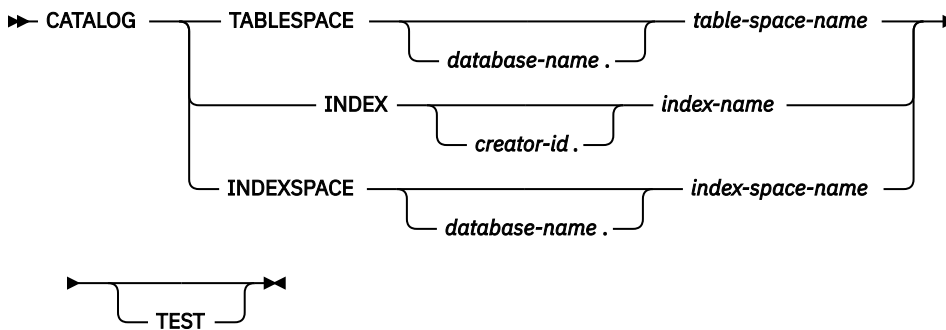 CATALOG TABLESPACE table-space-name
database-name .
INDEX index-name
creator-id .
INDEXSPACE index-space-name
database-name .
TEST